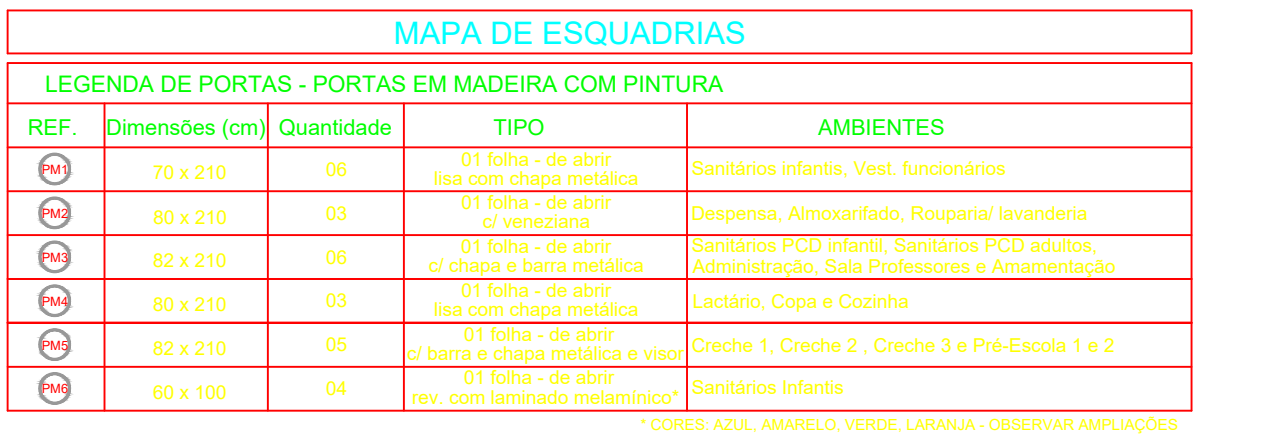 MAPA DE ESQUADRIAS
LEGENDA DE PORTAS - PORTAS EM MADEIRA COM PINTURA
REF. Dimensões (cm) Quantidade TIPO AMBIENTES
PM1 70 x 210 06 01 folha - de abrir
lisa com chapa metálica Sanitários infantis, Vest. funcionários
PM2 80 x 210 03 01 folha - de abrir
c/ veneziana Despensa, Almoxarifado, Rouparia/ lavanderia
PM3 82 x 210 06 01 folha - de abrir
c/ chapa e barra metálica Sanitários PCD infantil, Sanitários PCD adultos,
Administração, Sala Professores e Amamentação
PM4 80 x 210 03 01 folha - de abrir
lisa com chapa metálica Lactário, Copa e Cozinha
PM5 82 x 210 05 01 folha - de abrir
c/ barra e chapa metálica e visor Creche 1, Creche 2 , Creche 3 e Pré-Escola 1 e 2
PM6 60 x 100 04 01 folha - de abrir
rev. com laminado melamínico* Sanitários Infantis
* CORES: AZUL, AMARELO, VERDE, LARANJA - OBSERVAR AMPLIAÇÕES